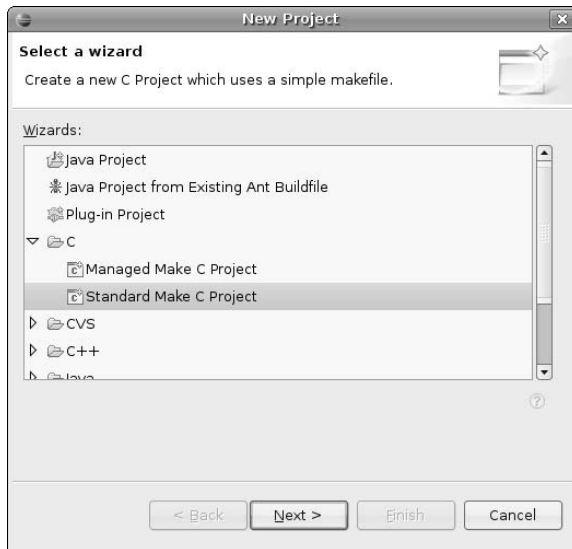 New Project
Select a wizard
Create a new C Project which uses a simple makefile.
Wizards:
Java Project
Java Project from Existing Ant Buildfile
Plug-in Project
C
Managed Make C Project
Standard Make C Project
CVS
C++
Java
< Back Next > Finish Cancel